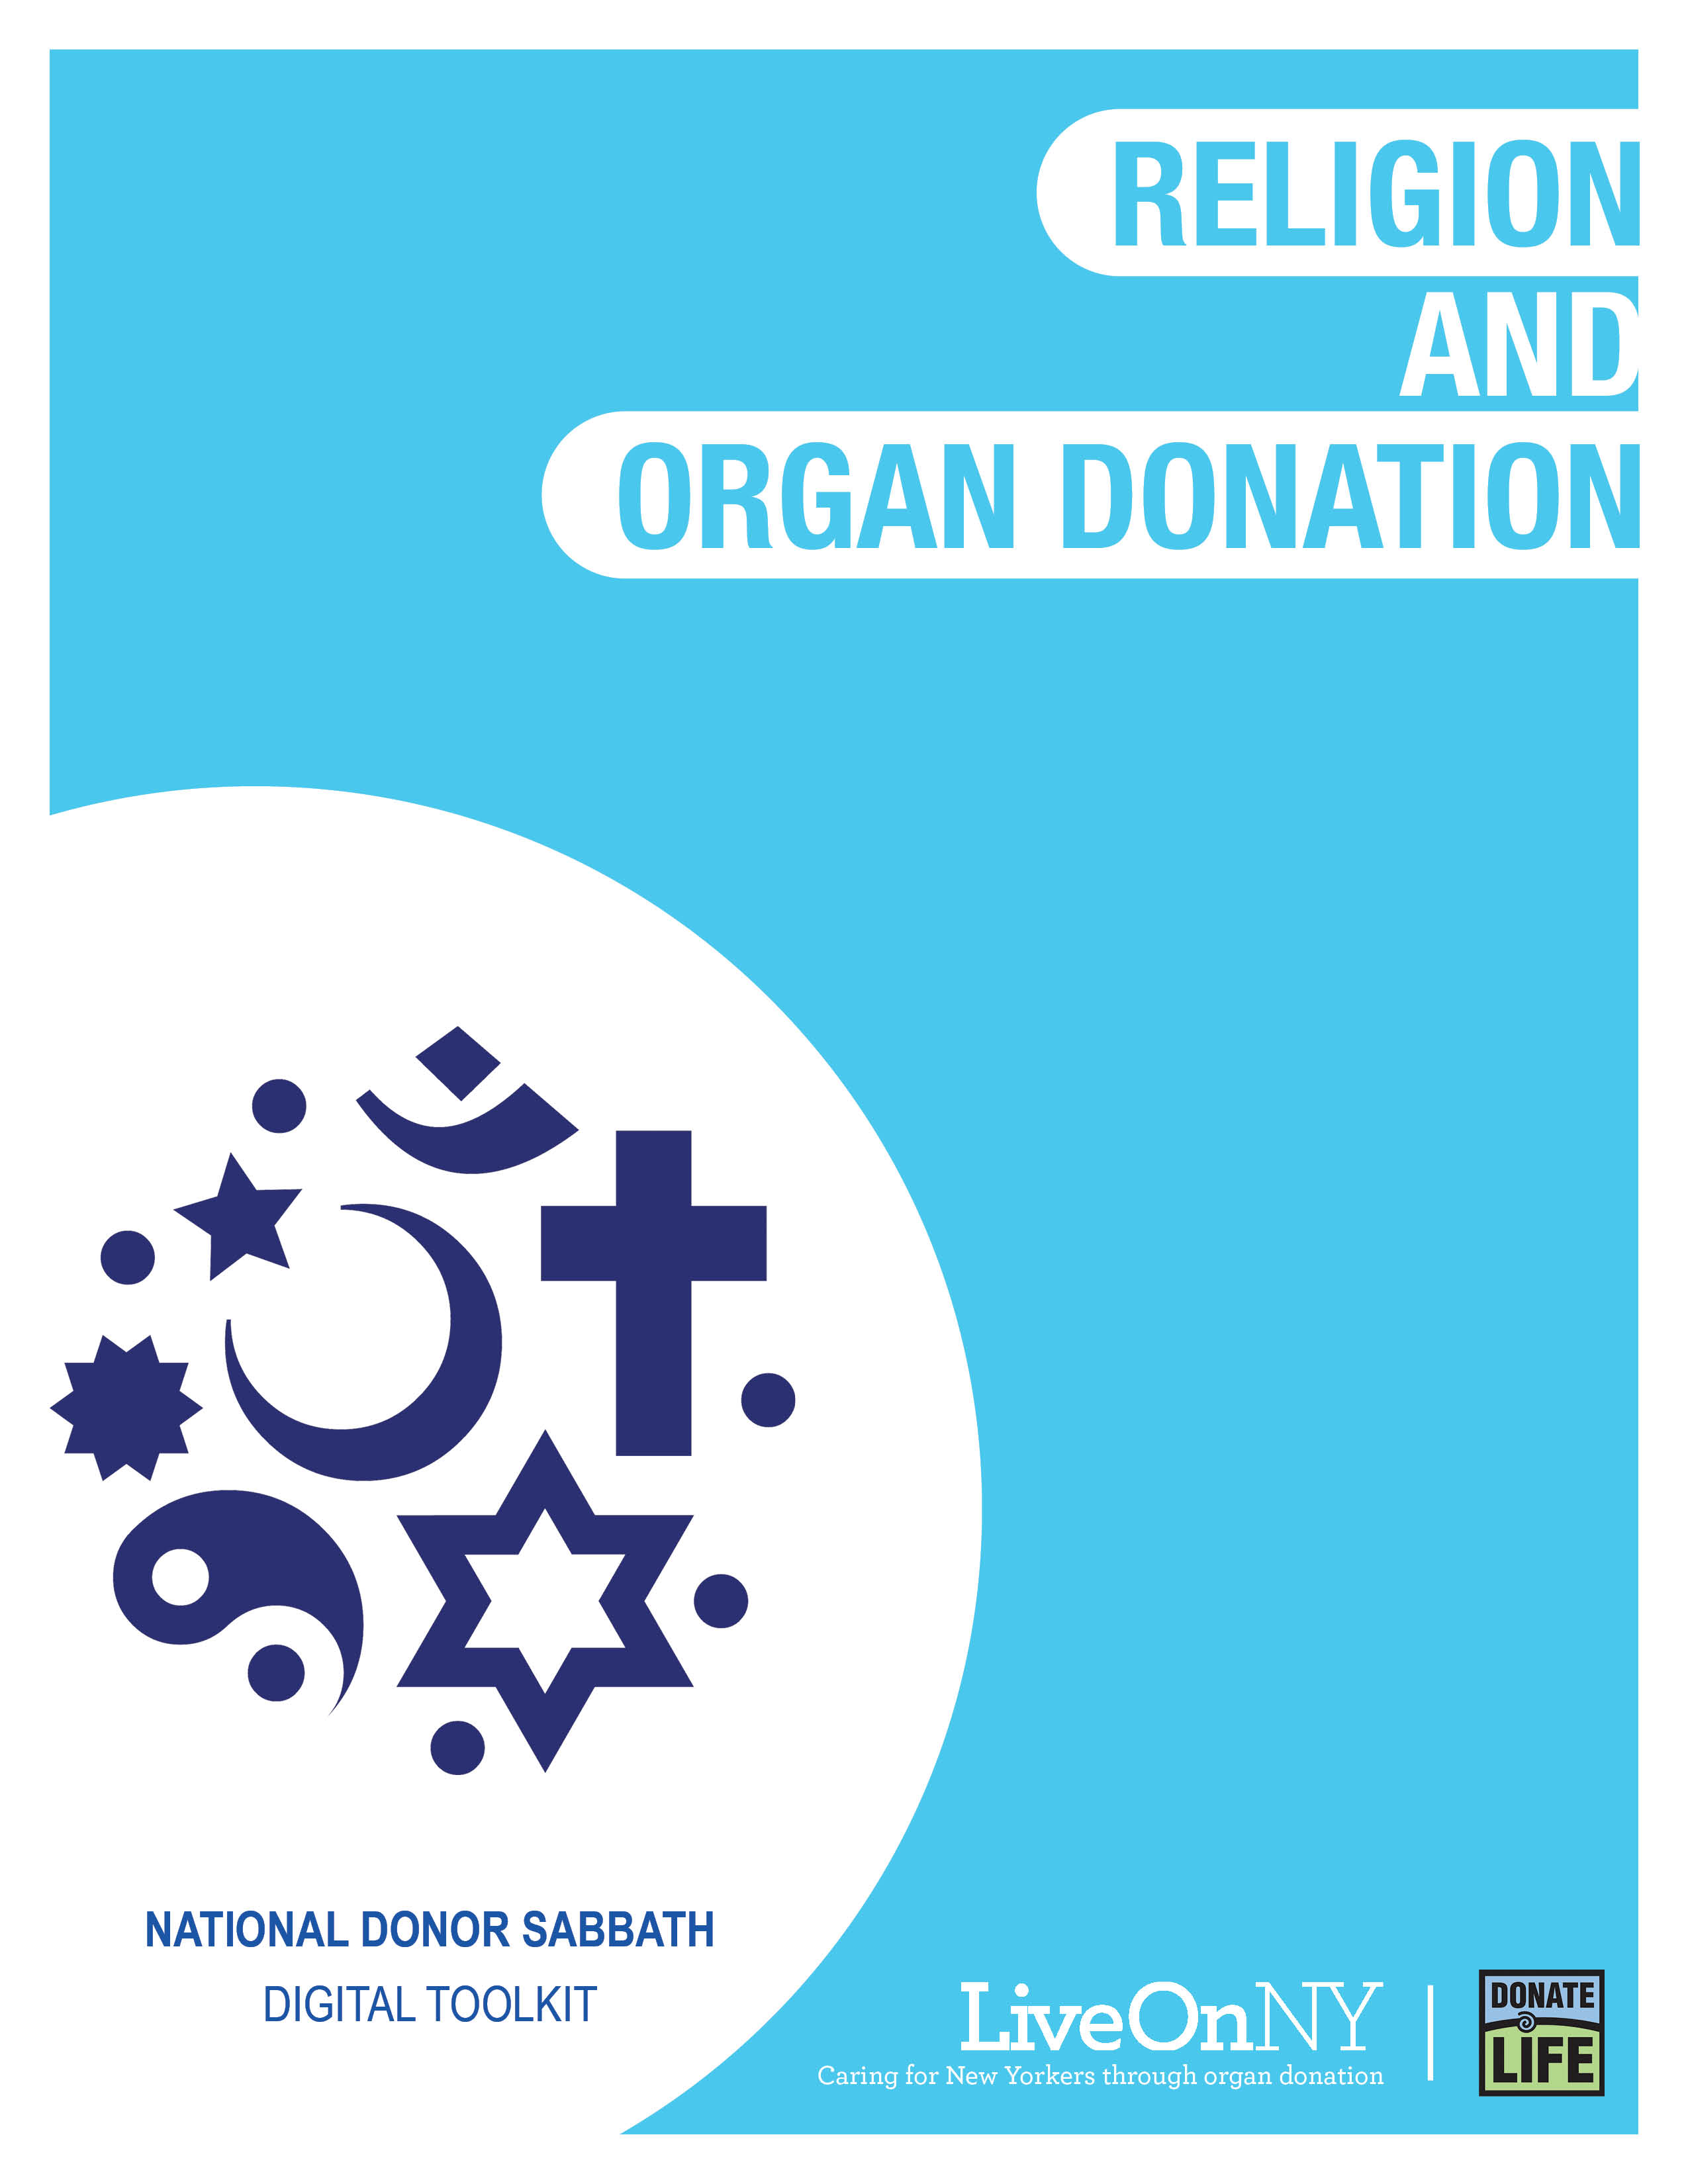 RELIGION
AND
ORGAN DONATION
NATIONAL DONOR SABBATH
DIGITAL TOOLKIT
LiveOnNY
Caring for New Yorkers through organ donation
DONATE
LIFE